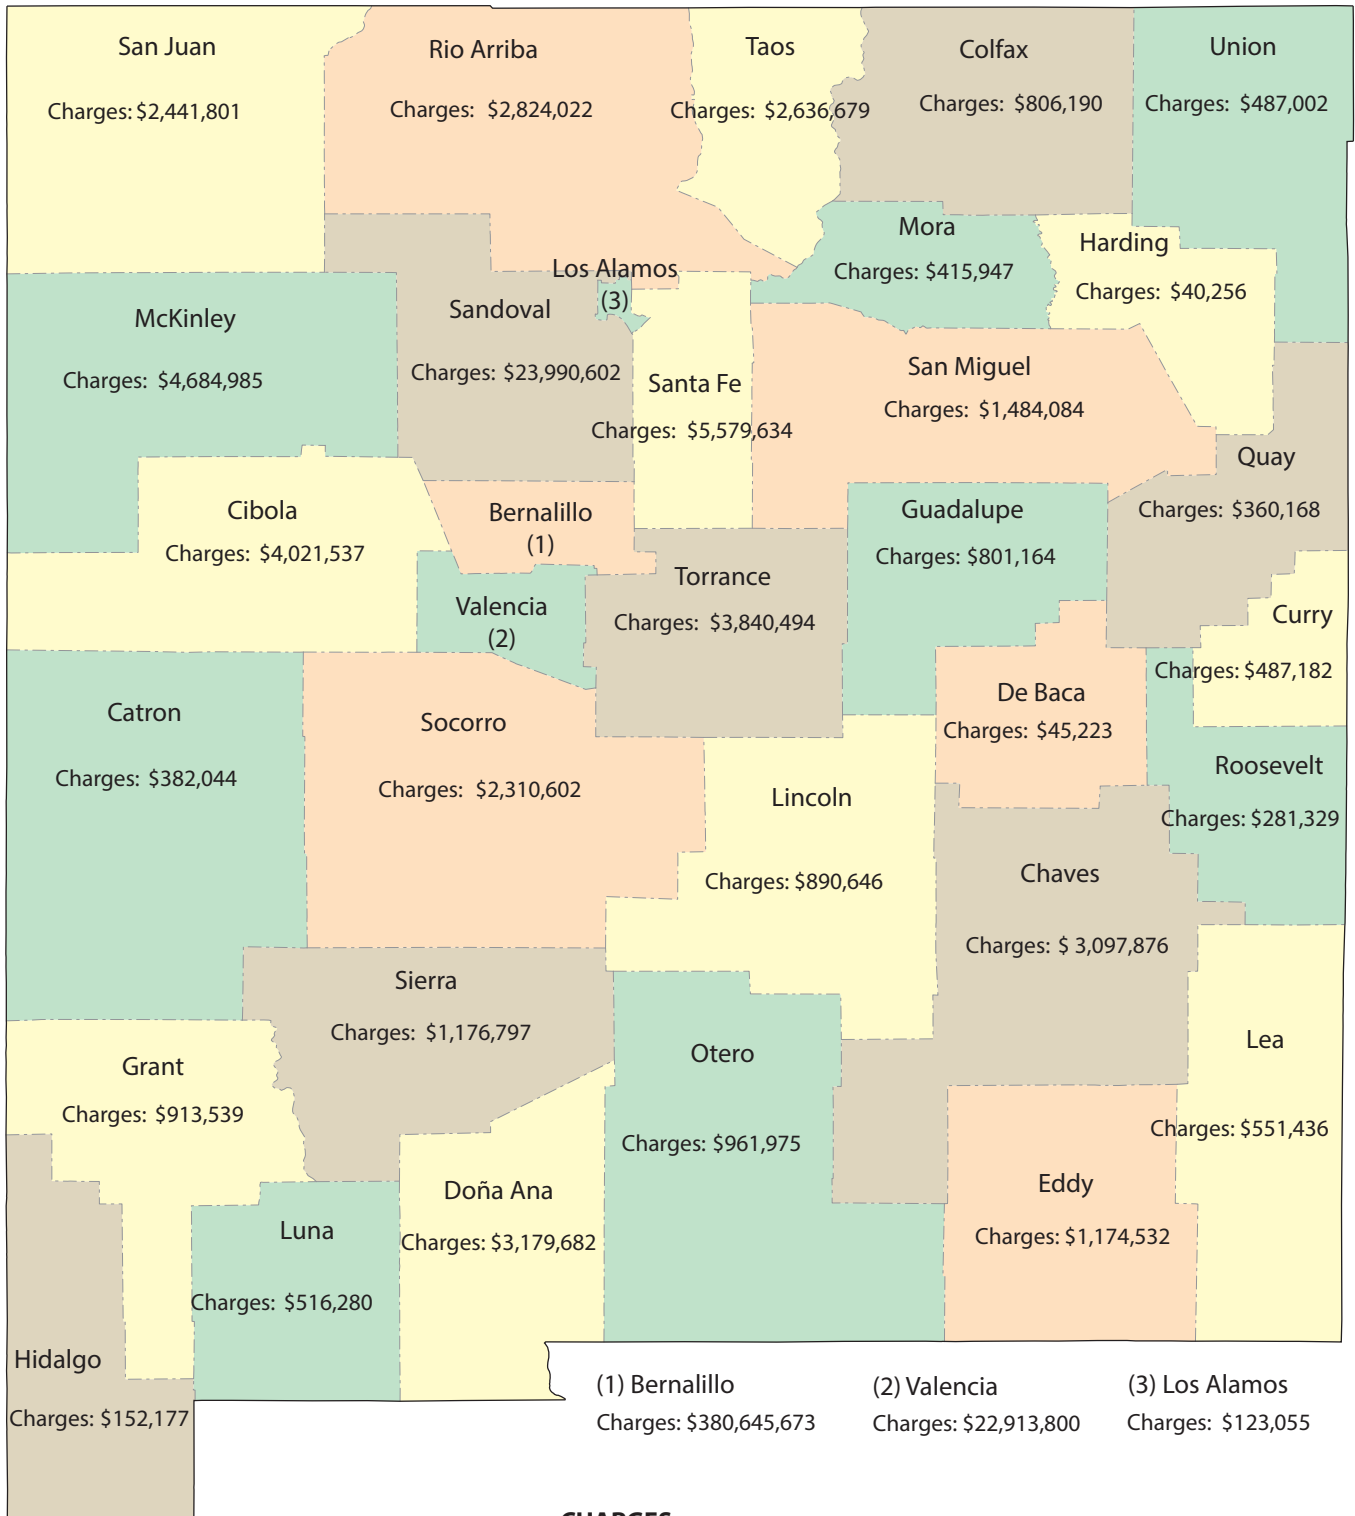 San Juan
Charges: $2,441,801
Rio Arriba
Charges: $2,824,022
Taos
Charges: $2,636,679
Colfax
Charges: $806,190
Union
Charges: $487,002
Mora
Charges: $415,947
Harding
Charges: $40,256
Los Alamos
(3)
McKinley
Charges: $4,684,985
Sandoval
Charges: $23,990,602
Santa Fe
Charges: $5,579,634
San Miguel
Charges: $1,484,084
Quay
Charges: $360,168
Cibola
Charges: $4,021,537
Bernalillo
(1)
Guadalupe
Charges: $801,164
Torrance
Charges: $3,840,494
Valencia
(2)
Curry
Charges: $487,182
De Baca
Charges: $45,223
Catron
Charges: $382,044
Socorro
Charges: $2,310,602
Lincoln
Charges: $890,646
Roosevelt
Charges: $281,329
Chaves
Charges: $ 3,097,876
Sierra
Charges: $1,176,797
Grant
Charges: $913,539
Otero
Charges: $961,975
Lea
Charges: $551,436
Eddy
Charges: $1,174,532
Doña Ana
Charges: $3,179,682
Luna
Charges: $516,280
Hidalgo
Charges: $152,177
(1) Bernalillo
Charges: $380,645,673
(2) Valencia
Charges: $22,913,800
(3) Los Alamos
Charges: $123,055
CHARGES